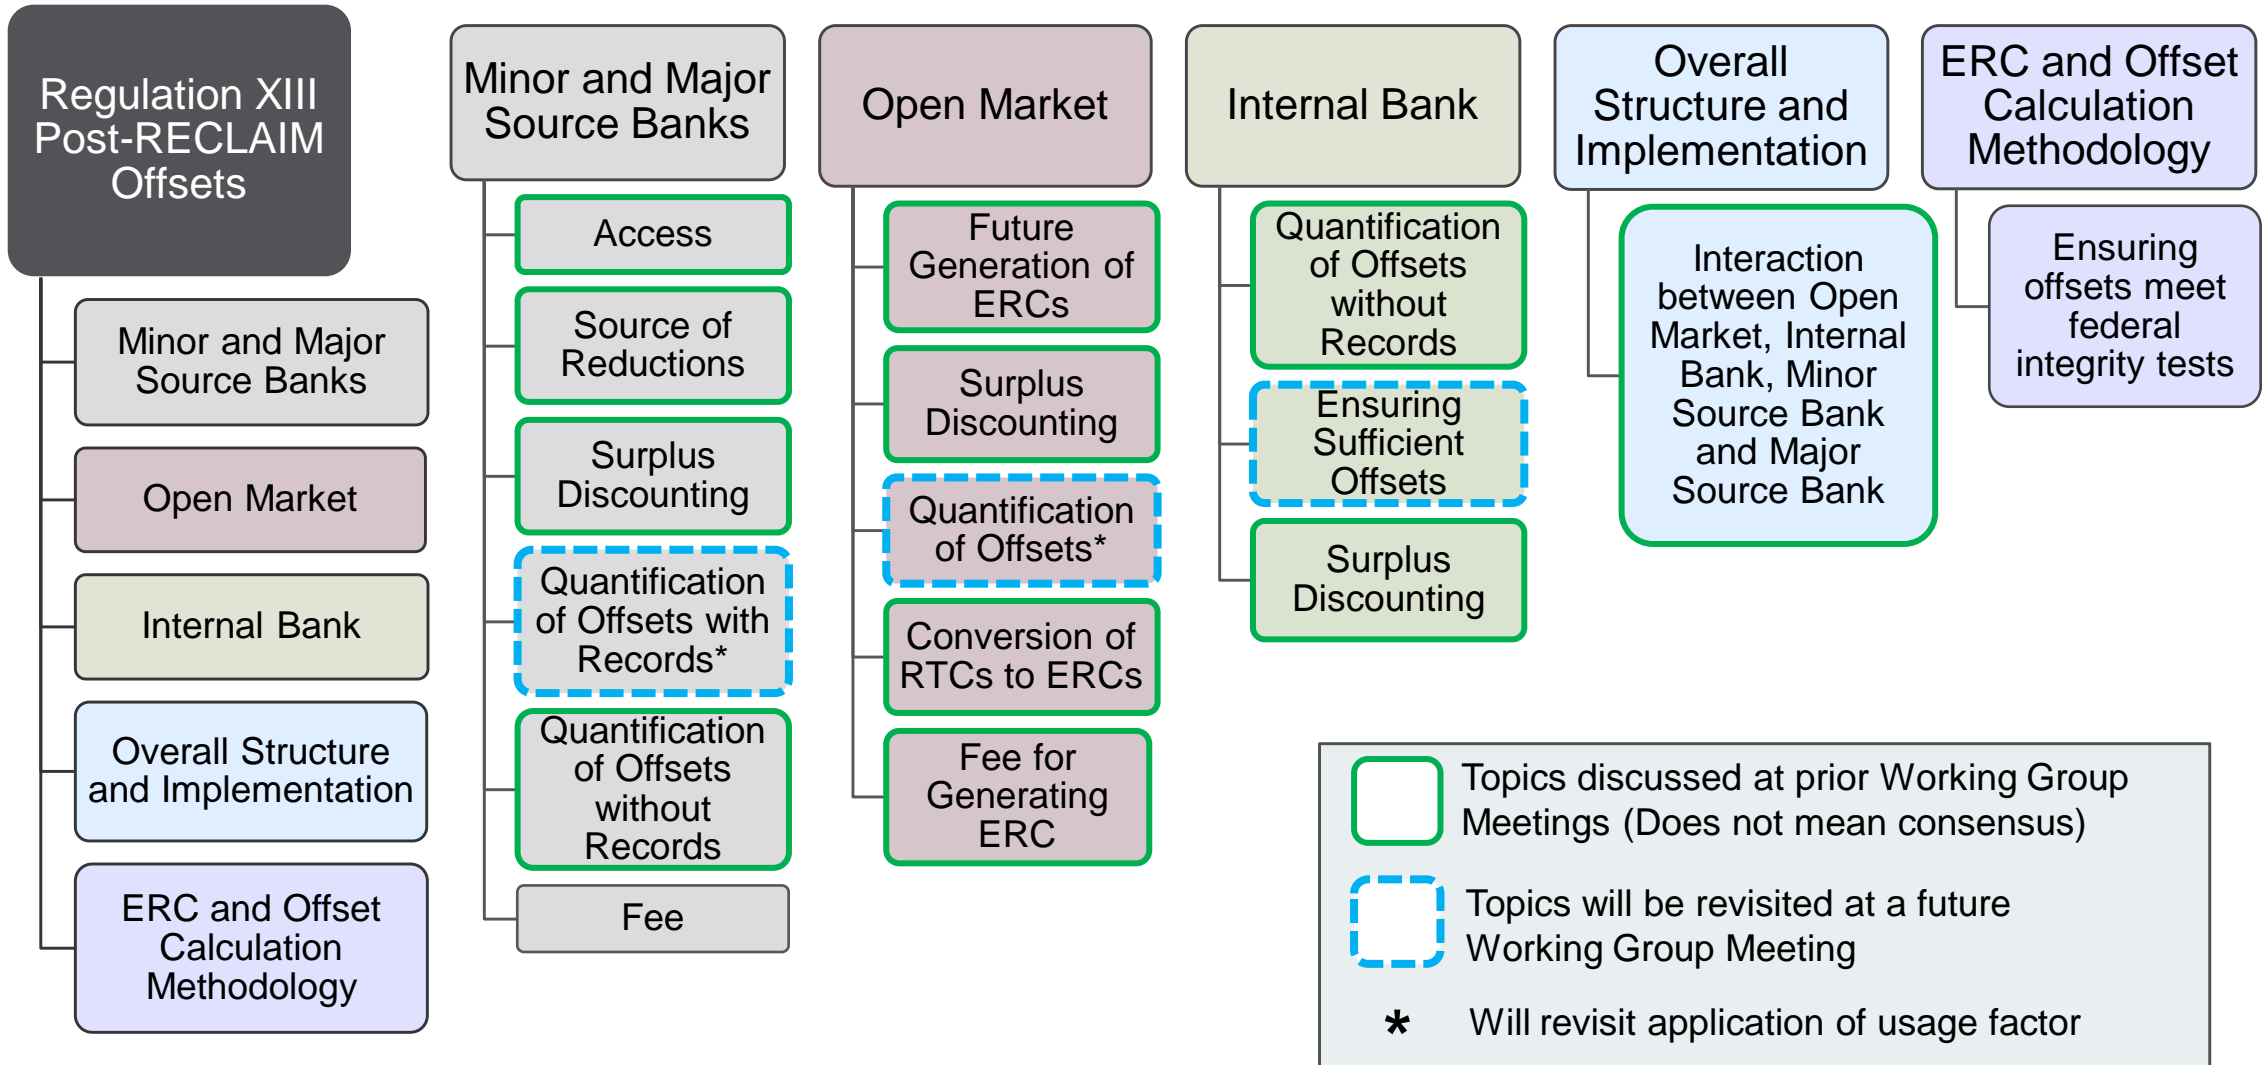 Regulation XIII
Post-RECLAIM
Offsets
Minor and Major
Source Banks
Open Market
Internal Bank
Overall Structure
and Implementation
ERC and Offset
Calculation
Methodology
Minor and Major
Source Banks
Access
Source of
Reductions
Surplus
Discounting
Quantification
of Offsets with
Records*
Quantification
of Offsets
without
Records
Fee
Open Market
Future
Generation of
ERCs
Surplus
Discounting
Quantification
of Offsets*
Conversion of
RTCs to ERCs
Fee for
Generating
ERC
Internal Bank
Quantification
of Offsets
without
Records
Ensuring
Sufficient
Offsets
Surplus
Discounting
Overall
Structure and
Implementation
Interaction
between Open
Market, Internal
Bank, Minor
Source Bank
and Major
Source Bank
ERC and Offset
Calculation
Methodology
Ensuring
offsets meet
federal
integrity tests
Topics discussed at prior Working Group
Meetings (Does not mean consensus)
Topics will be revisited at a future
Working Group Meeting
* Will revisit application of usage factor